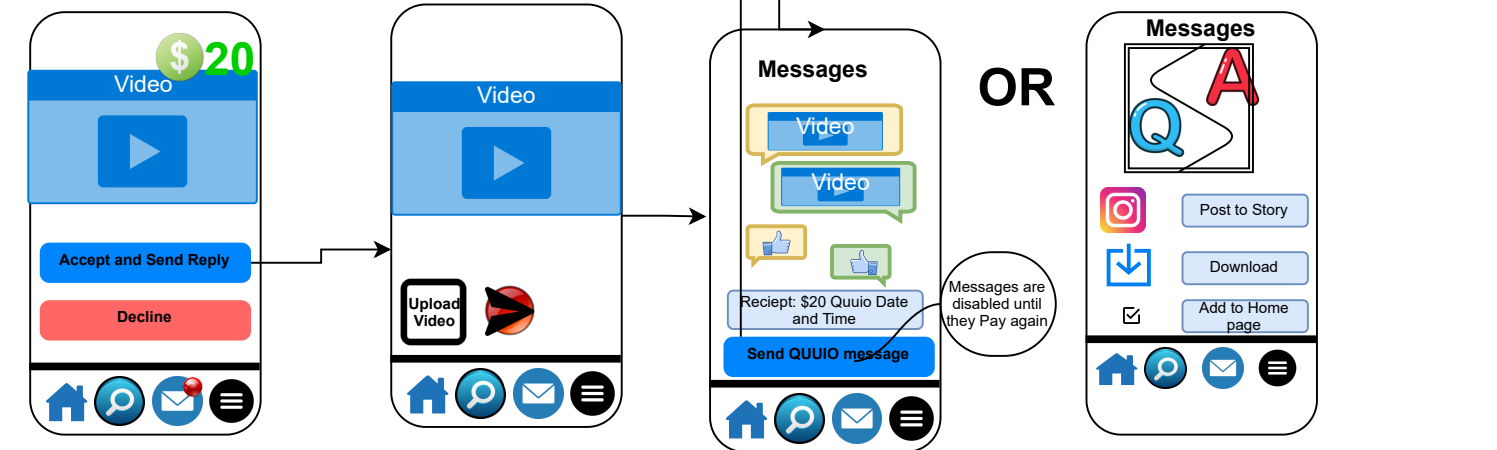 $ 20
Video
Accept and Send Reply
Decline
Video
Upload
Video
Messages
Video
Video
Reciept: $20 Quuio Date
and Time
Send QUUIO message
Messages are
disabled until
they Pay again
OR
Messages
A
Q
Post to Story
Download
Add to Home
page